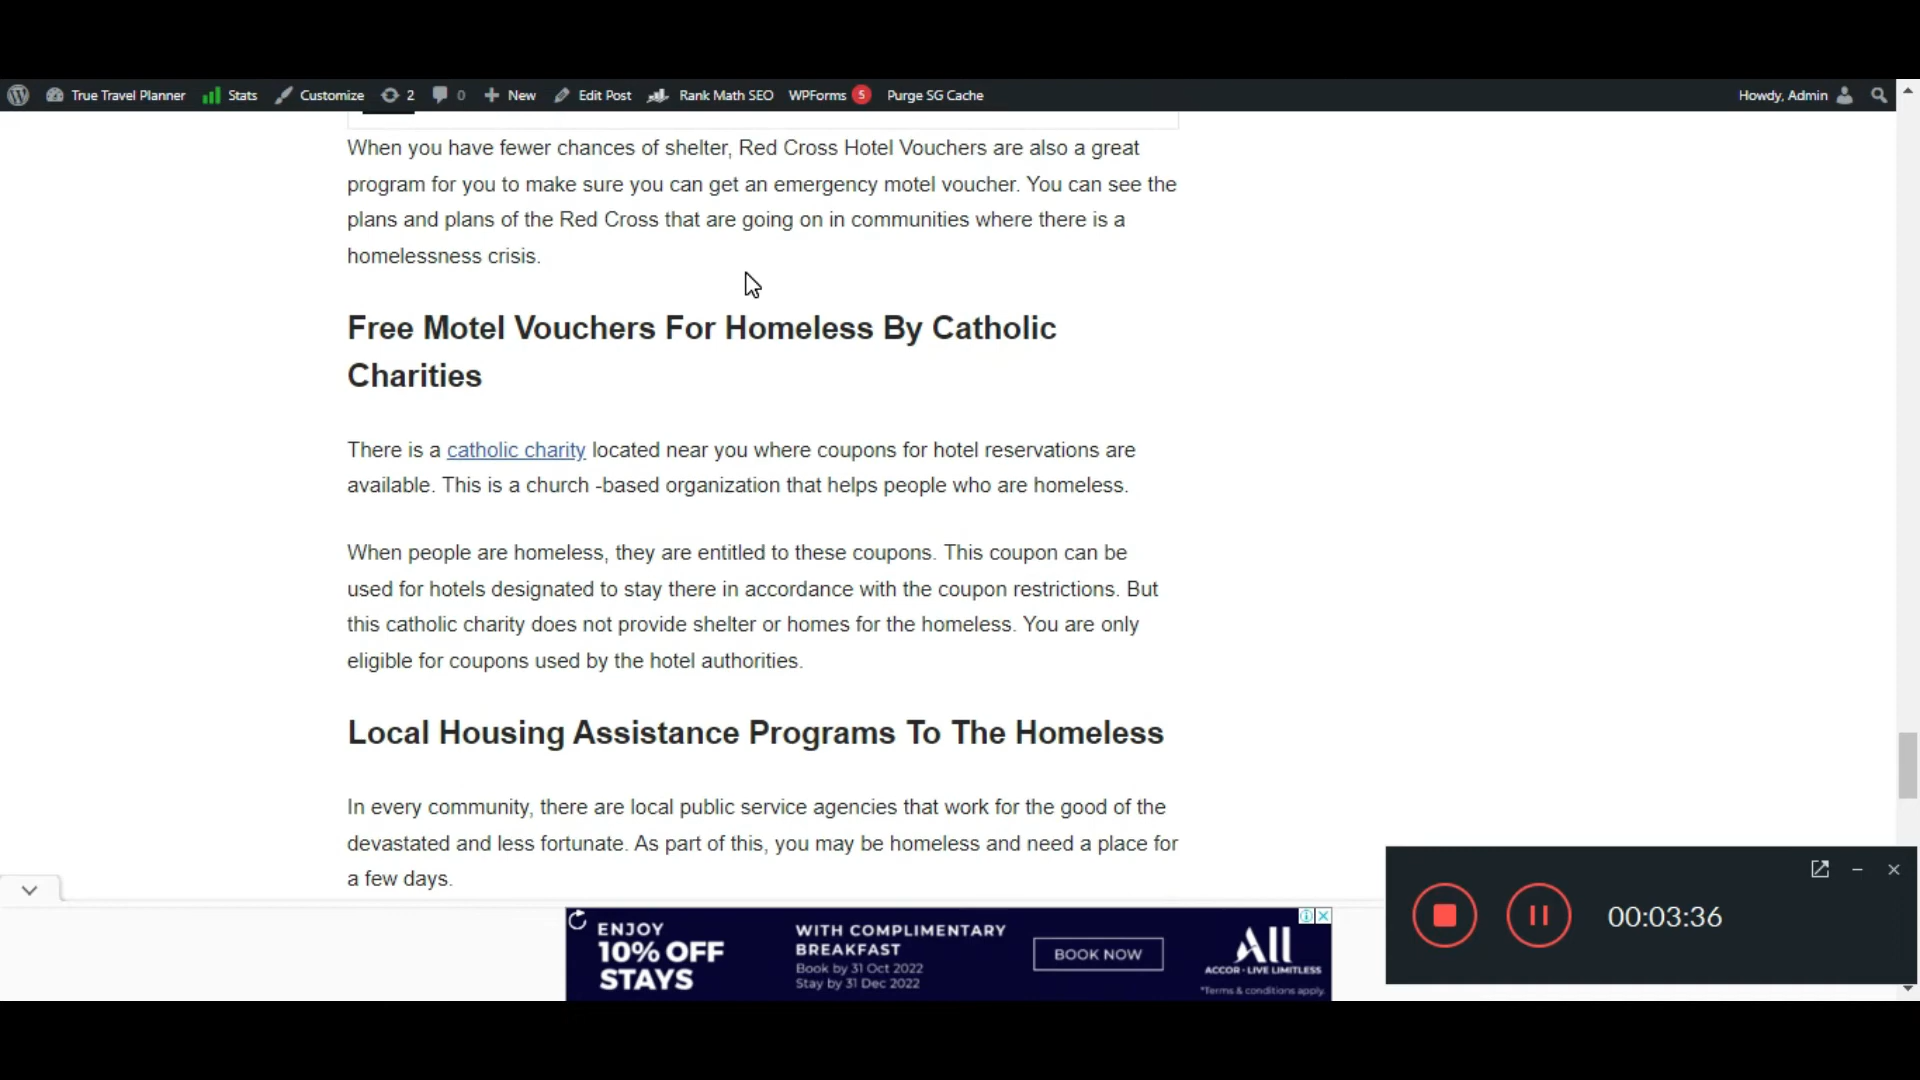 True Travel Planner Stats Customize 2 0 New Edit Post Rank Math SEO WPForms 5 Purge SG Cache Howdy, Admin
When you have fewer chances of shelter, Red Cross Hotel Vouchers are also a great
program for you to make sure you can get an emergency motel voucher. You can see the
plans and plans of the Red Cross that are going on in communities where there is a
homelessness crisis.
Free Motel Vouchers For Homeless By Catholic
Charities
There is a catholic charity located near you where coupons for hotel reservations are
available. This is a church -based organization that helps people who are homeless.
When people are homeless, they are entitled to these coupons. This coupon can be
used for hotels designated to stay there in accordance with the coupon restrictions. But
this catholic charity does not provide shelter or homes for the homeless. You are only
eligible for coupons used by the hotel authorities.
Local Housing Assistance Programs To The Homeless
In every community, there are local public service agencies that work for the good of the
devastated and less fortunate. As part of this, you may be homeless and need a place for
a few days.
ENJOY
10% OFF
STAYS
WITH COMPLIMENTARY
BREAKFAST
Book by 31 Oct 2022
Stay by 31 Dec 2022
BOOK NOW
ALL
ACCOR · LIVE LIMITLESS
*Terms & conditions apply.
00:03:36